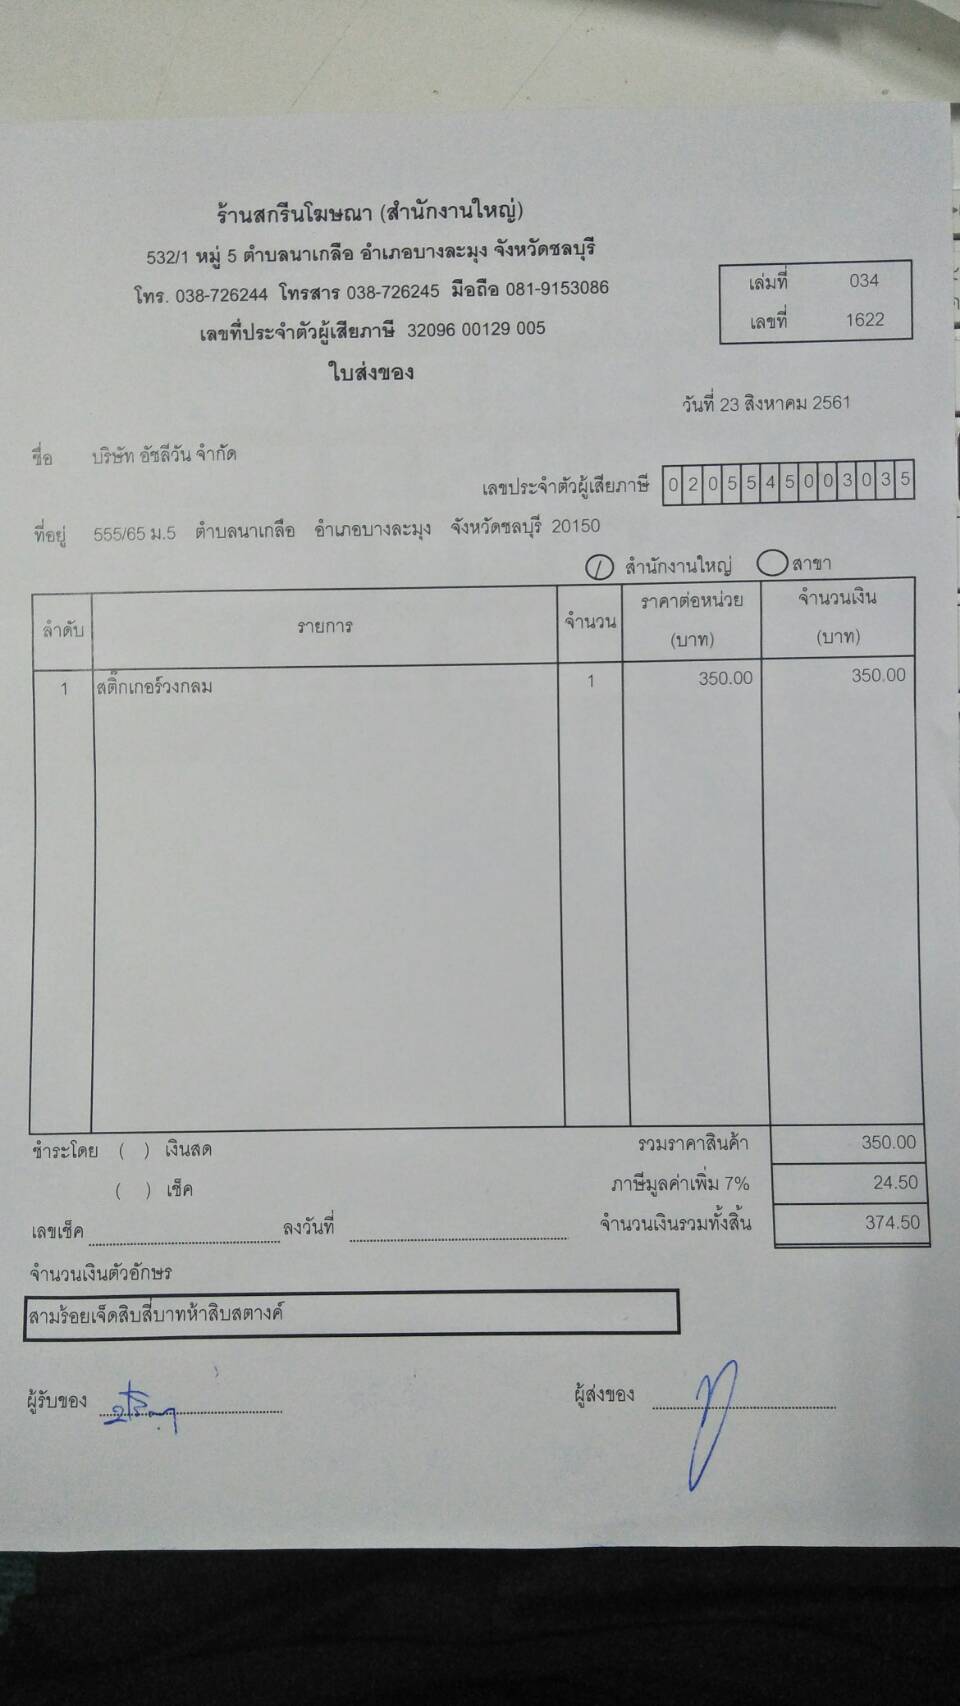 ร้านสกรีนโฆษณา (สำนักงานใหญ่)
532/1 หมู่ 5 ตำบลนาเกลือ อำเภอบางละมุง จังหวัดชลบุรี
โทร. 038-726244 โทรสาร 038-726245 มือถือ 081-9153086
เลขที่ประจำตัวผู้เสียภาษี 32096 00129 005
ใบส่งของ
เล่มที่ 034
เลขที่ 1622
วันที่ 23 สิงหาคม 2561
ชื่อ บริษัท อัชลีวัน จำกัด
เลขประจำตัวผู้เสียภาษี 0205545003035
ที่อยู่ 555/65 ม.5 ตำบลนาเกลือ อำเภอบางละมุง จังหวัดชลบุรี 20150
(/) สำนักงานใหญ่ สาขา
ลำดับ รายการ จำนวน ราคาต่อหน่วย (บาท) จำนวนเงิน (บาท)
1 สติ๊กเกอร์วงกลม 1 350.00 350.00
ชำระโดย ( ) เงินสด รวมราคาสินค้า 350.00
( ) เช็ค ภาษีมูลค่าเพิ่ม 7% 24.50
เลขเช็ค ลงวันที่ จำนวนเงินรวมทั้งสิ้น 374.50
จำนวนเงินตัวอักษร
สามร้อยเจ็ดสิบสี่บาทห้าสิบสตางค์
ผู้รับของ ผู้ส่งของ